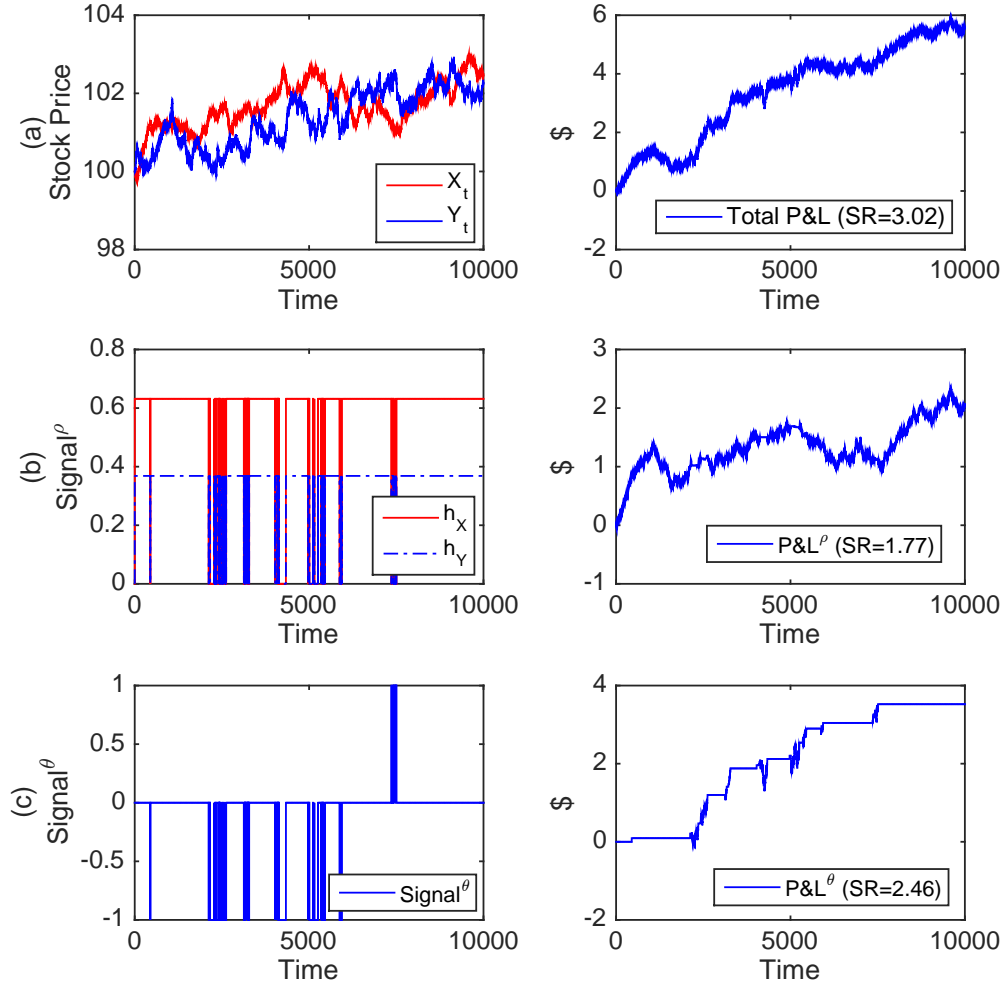 104
102
100
98
(a)
Stock Price
X_t
Y_t
0
5000
10000
Time
6
4
2
0
-2
$
Total P&L (SR=3.02)
0
5000
10000
Time
0.8
0.6
0.4
0.2
0
(b)
Signal^ρ
h_X
h_Y
0
5000
10000
Time
3
2
1
0
-1
$
P&L^ρ (SR=1.77)
0
5000
10000
Time
1
0.5
0
-0.5
-1
(c)
Signal^θ
Signal^θ
0
5000
10000
Time
4
2
0
-2
$
P&L^θ (SR=2.46)
0
5000
10000
Time